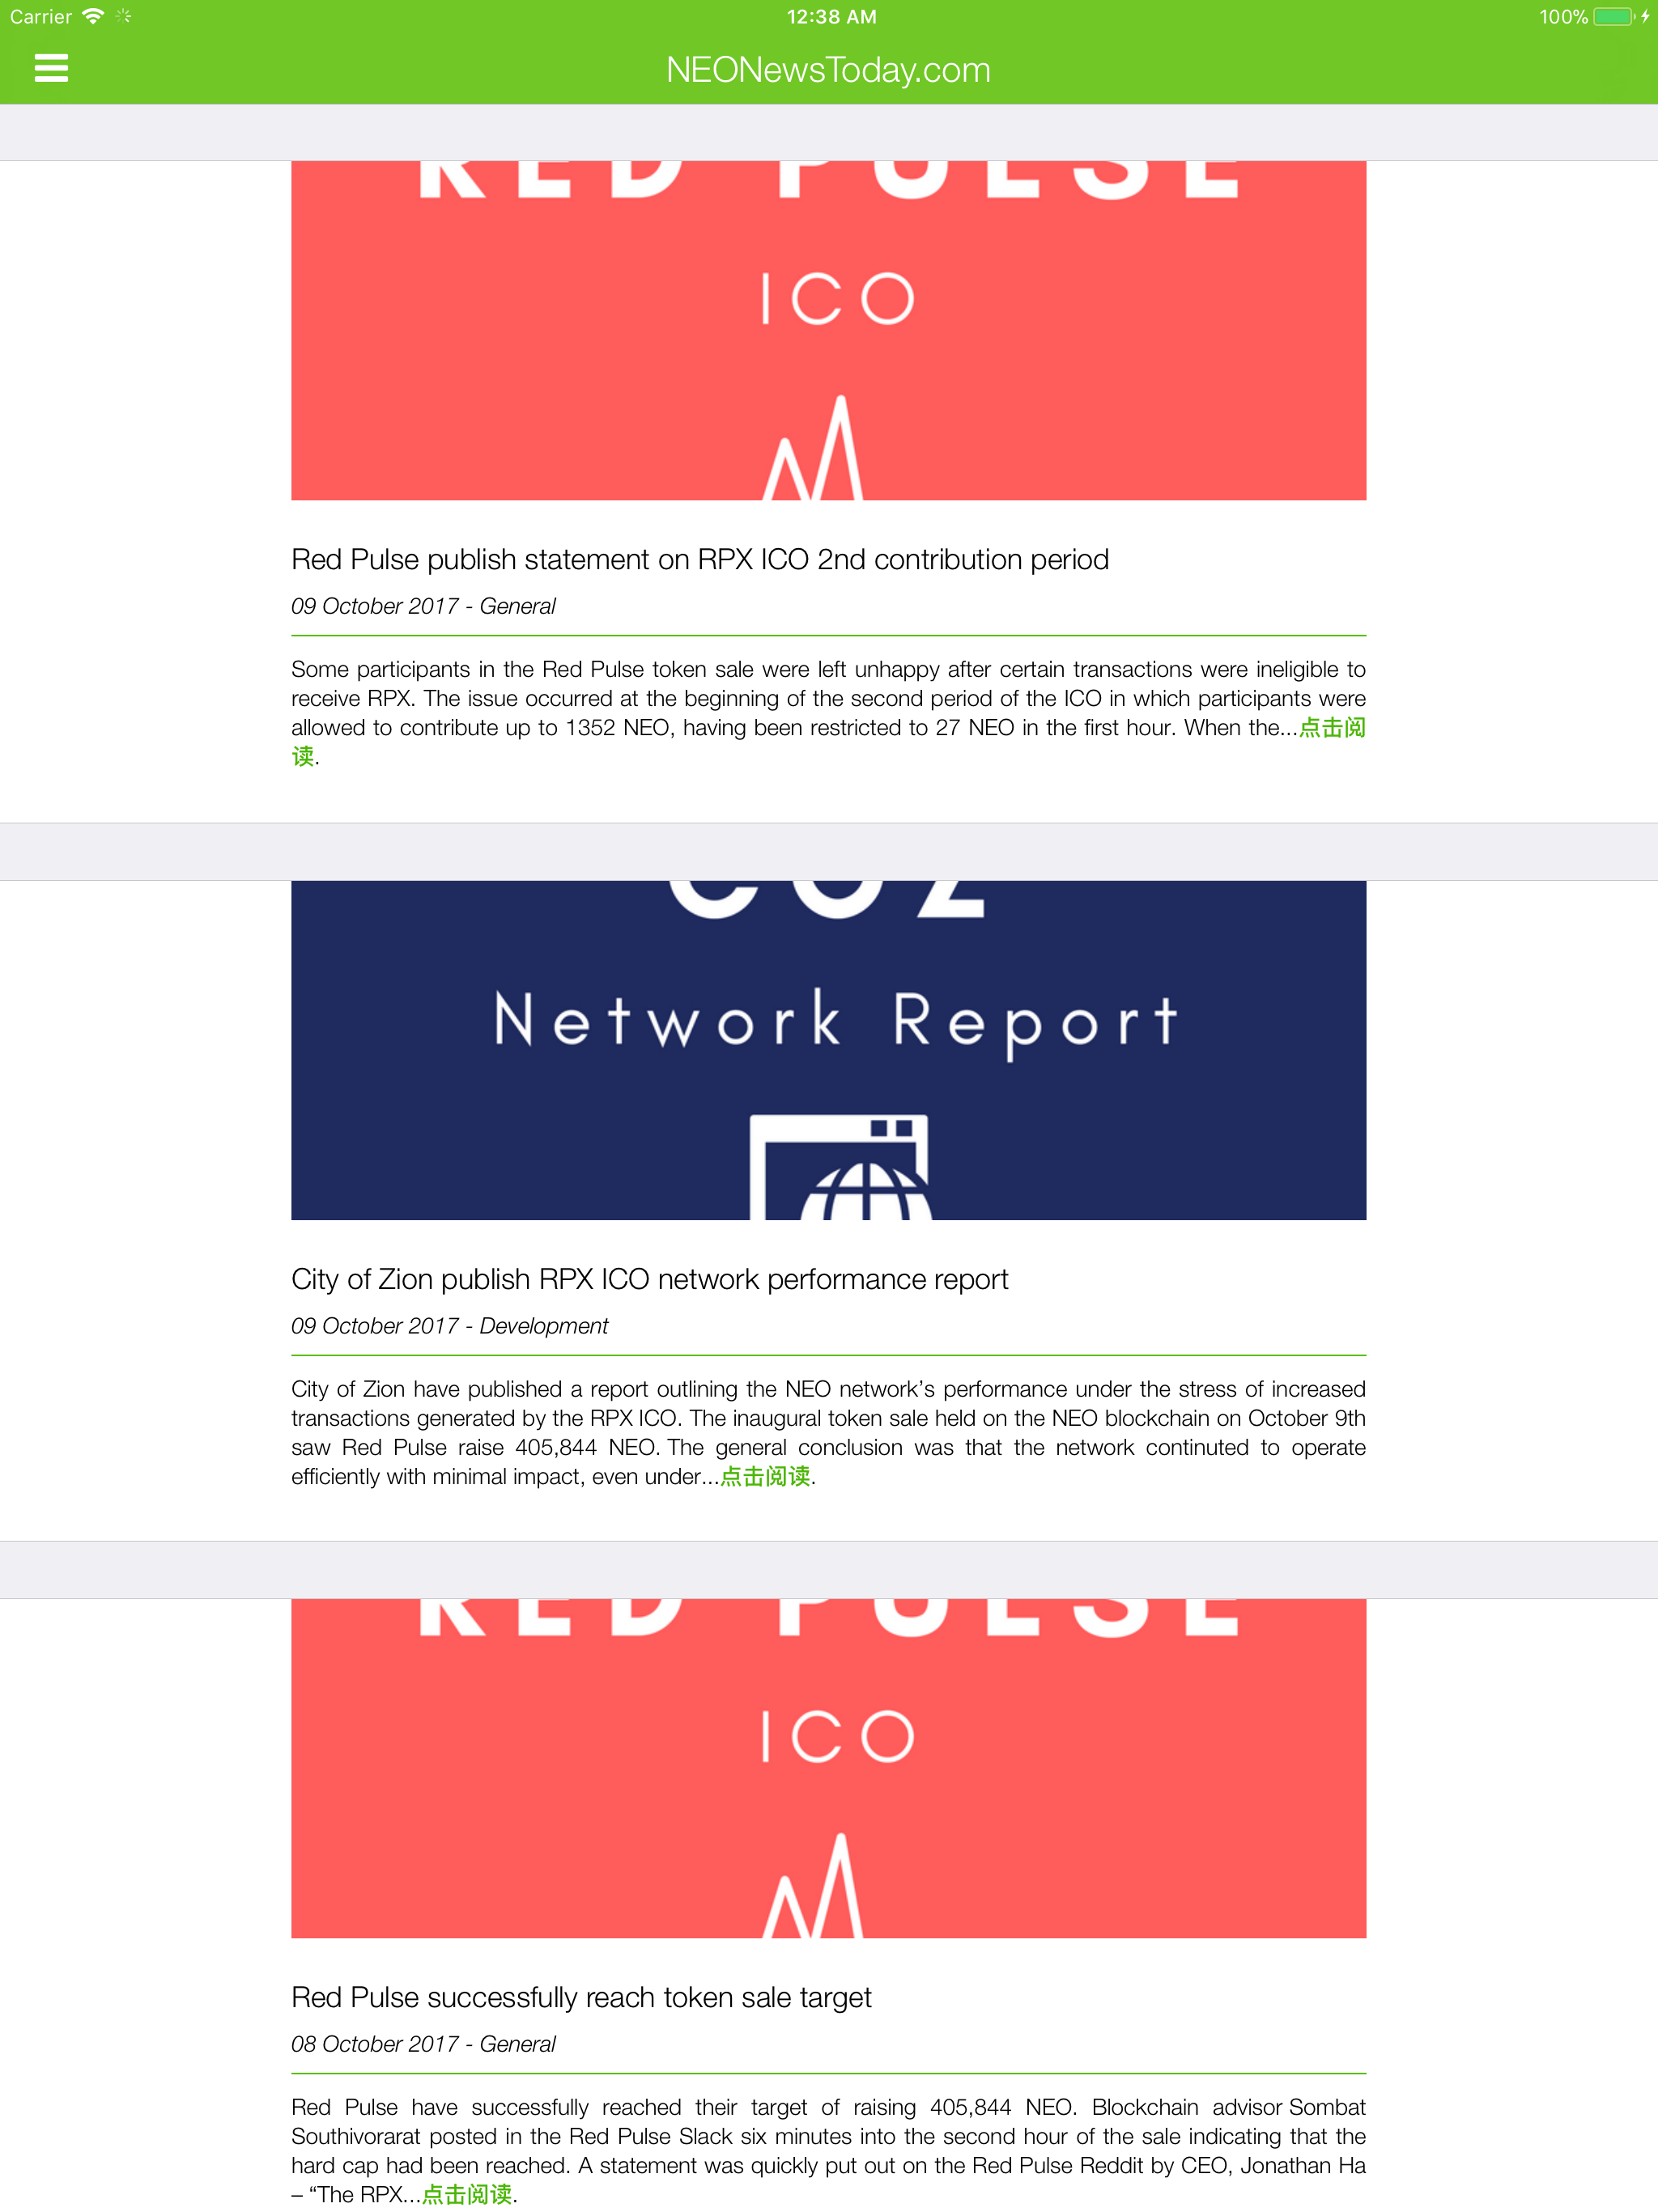 Carrier 12:38 AM 100%
NEONewsToday.com
RED PULSE
ICO
Red Pulse publish statement on RPX ICO 2nd contribution period
09 October 2017 - General
Some participants in the Red Pulse token sale were left unhappy after certain transactions were ineligible to
receive RPX. The issue occurred at the beginning of the second period of the ICO in which participants were
allowed to contribute up to 1352 NEO, having been restricted to 27 NEO in the first hour. When the...点击阅
读.
COZ
Network Report
City of Zion publish RPX ICO network performance report
09 October 2017 - Development
City of Zion have published a report outlining the NEO network’s performance under the stress of increased
transactions generated by the RPX ICO. The inaugural token sale held on the NEO blockchain on October 9th
saw Red Pulse raise 405,844 NEO. The general conclusion was that the network continuted to operate
efficiently with minimal impact, even under...点击阅读.
RED PULSE
ICO
Red Pulse successfully reach token sale target
08 October 2017 - General
Red Pulse have successfully reached their target of raising 405,844 NEO. Blockchain advisor Sombat
Southivorarat posted in the Red Pulse Slack six minutes into the second hour of the sale indicating that the
hard cap had been reached. A statement was quickly put out on the Red Pulse Reddit by CEO, Jonathan Ha
– “The RPX...点击阅读.